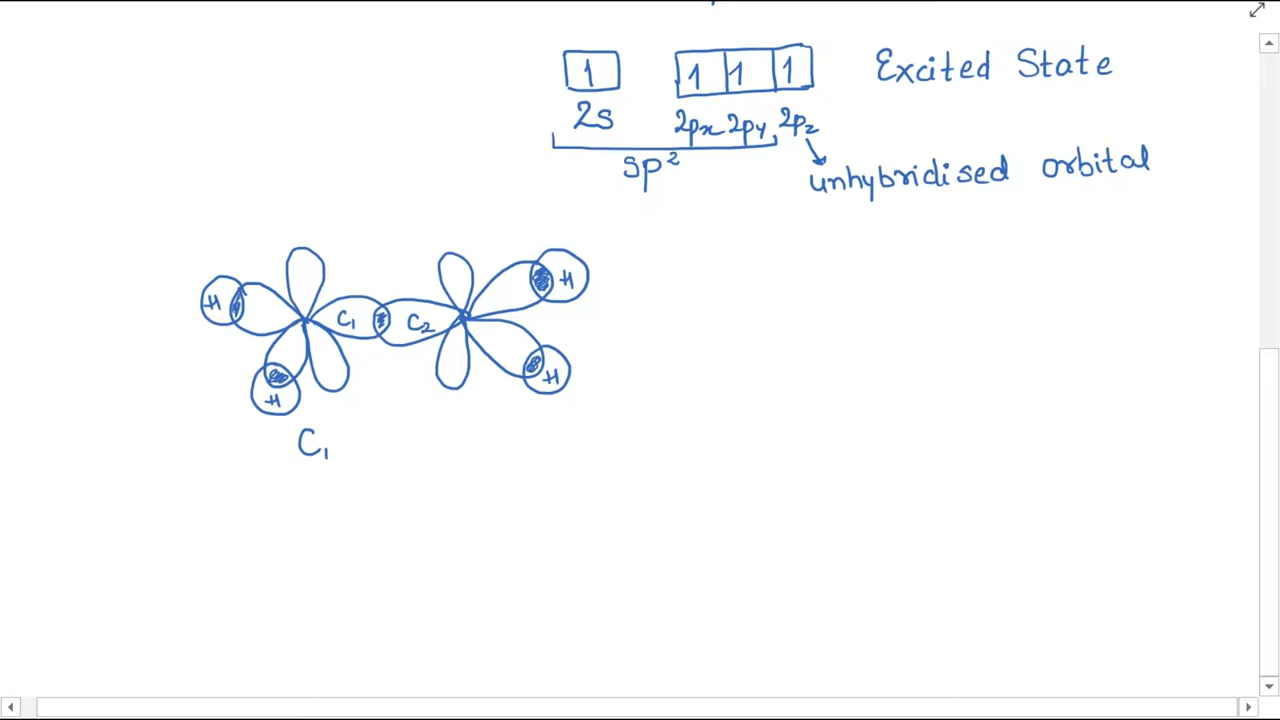 1 1 1 1 Excited State
2s 2px 2py 2pz
sp²
unhybridised orbital
H C₁ C₂ H
H H
C₁